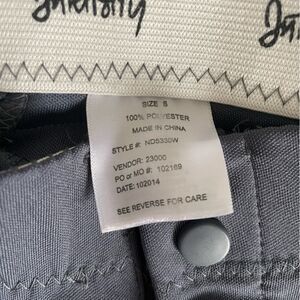 SIZE S
100% POLYESTER
MADE IN CHINA
STYLE #: ND5330W
VENDOR: 23000
PO or MO #: 102169
DATE: 102014
SEE REVERSE FOR CARE